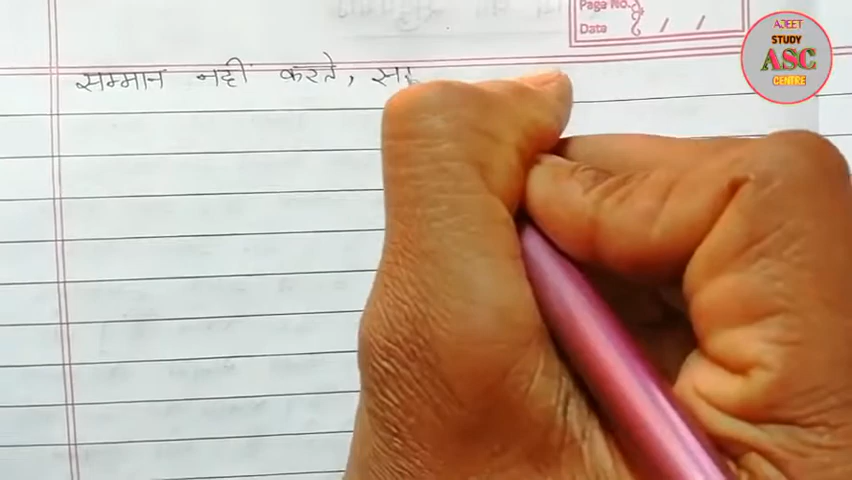 Page No.
Date / /
AJEET
STUDY
ASC
CENTRE
सम्मान नहीं करते,